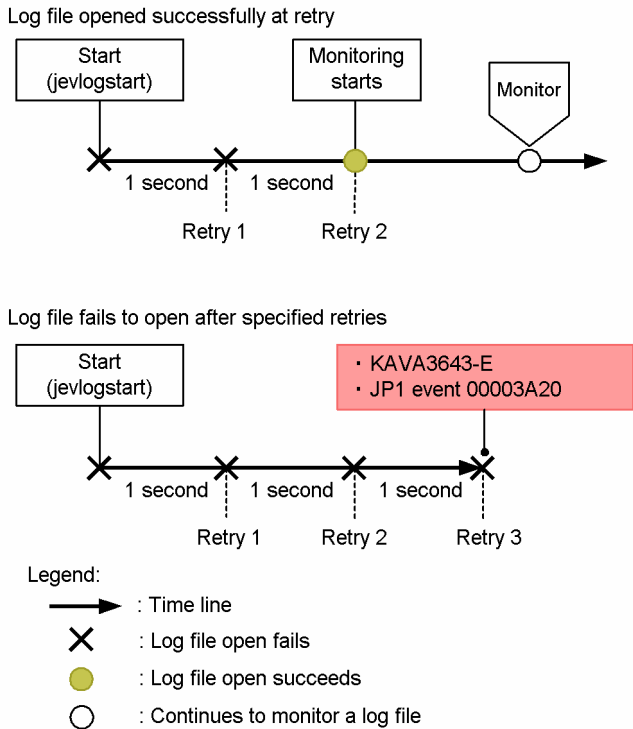 Log file opened successfully at retry
Start
(jevlogstart)
Monitoring
starts
Monitor
1 second
1 second
Retry 1
Retry 2
Log file fails to open after specified retries
Start
(jevlogstart)
・KAVA3643-E
・JP1 event 00003A20
1 second
1 second
1 second
Retry 1
Retry 2
Retry 3
Legend:
: Time line
: Log file open fails
: Log file open succeeds
: Continues to monitor a log file